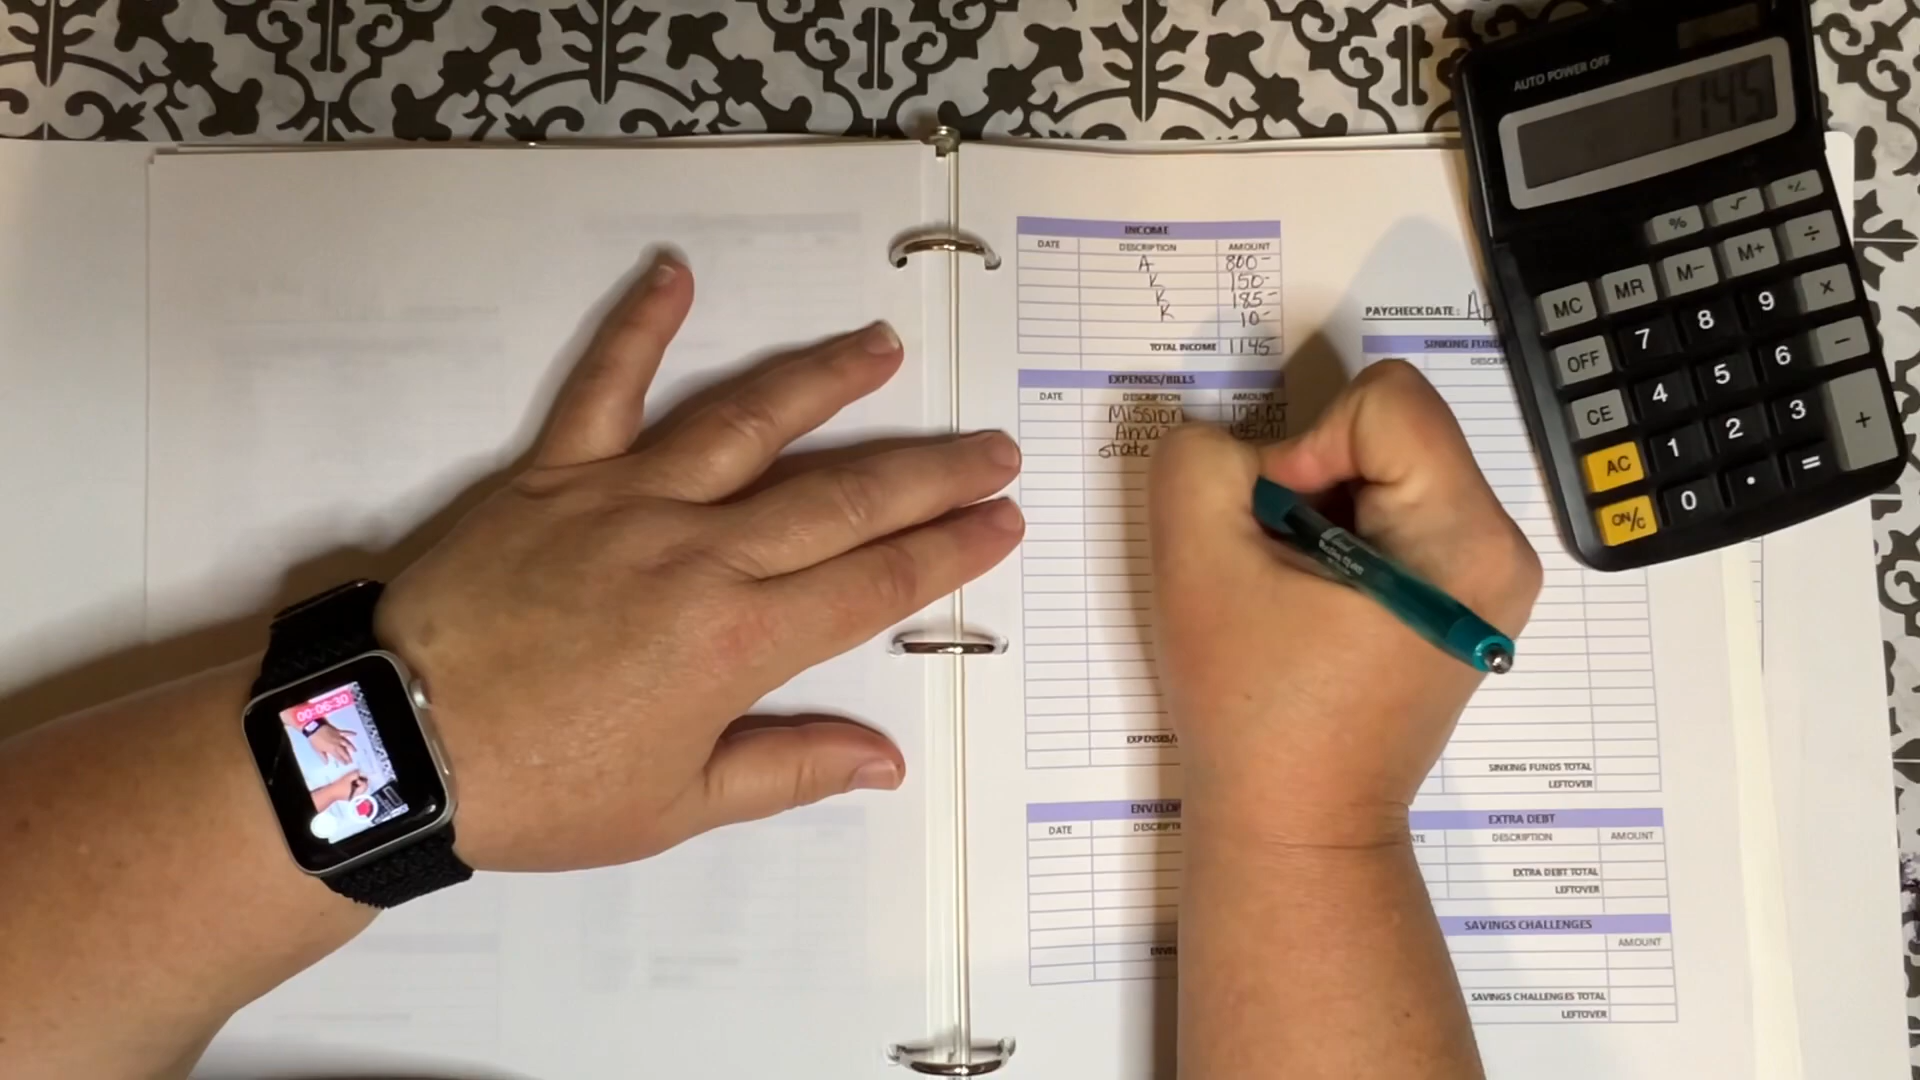 INCOME
DATE DESCRIPTION AMOUNT
A 800-
K 150-
K 185-
K 10-
TOTAL INCOME 1145
EXPENSES/BILLS
DATE DESCRIPTION AMOUNT
Mission
state
DATE
PAYCHECK DATE:
SINKING
SINKING FUNDS TOTAL
LEFTOVER
EXTRA DEBT
DESCRIPTION AMOUNT
EXTRA DEBT TOTAL
LEFTOVER
SAVINGS CHALLENGES
AMOUNT
SAVINGS CHALLENGES TOTAL
LEFTOVER
AUTO POWER OFF
1145
% √ +/-
MC MR M- M+ ÷
OFF 7 8 9 ×
CE 4 5 6 −
AC 1 2 3 +
ON/C 0 . =
00:06:30